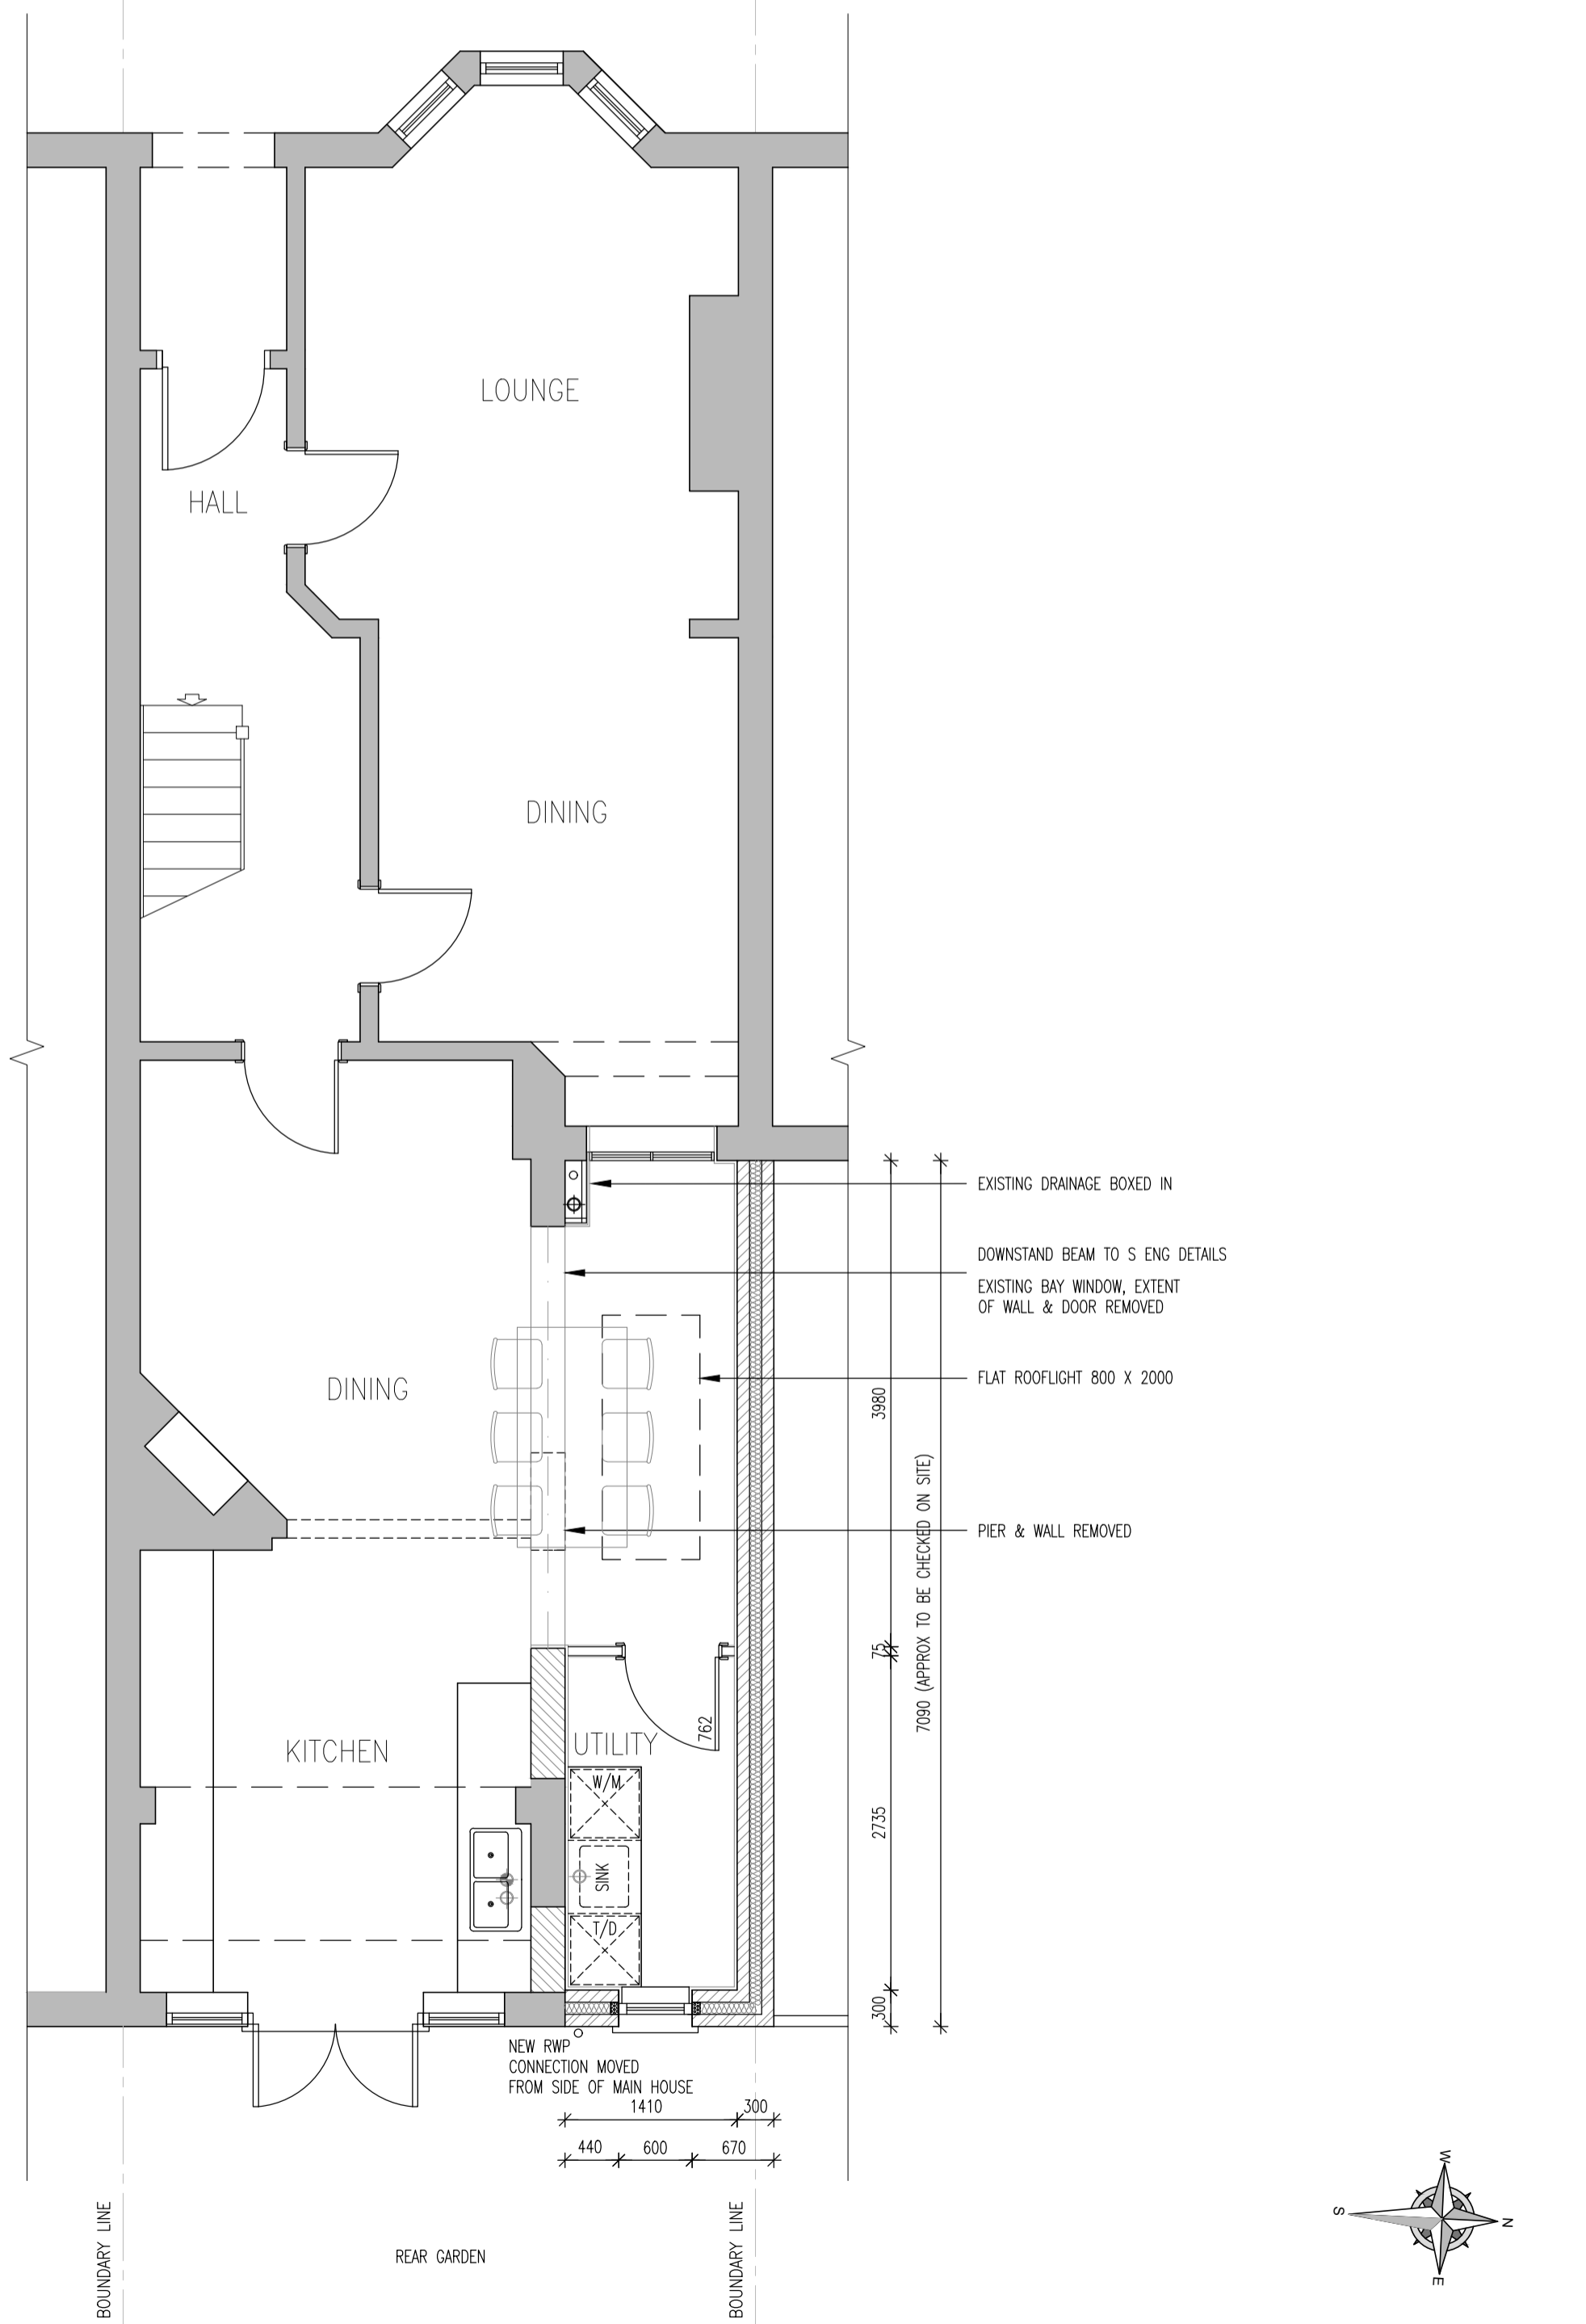 LOUNGE
HALL
DINING
EXISTING DRAINAGE BOXED IN
DOWNSTAND BEAM TO S ENG DETAILS
EXISTING BAY WINDOW, EXTENT
OF WALL & DOOR REMOVED
FLAT ROOFLIGHT 800 X 2000
DINING
3980
7090 (APPROX TO BE CHECKED ON SITE)
PIER & WALL REMOVED
75
762
UTILITY
KITCHEN
W/M
2735
SINK
T/D
300
NEW RWP
CONNECTION MOVED
FROM SIDE OF MAIN HOUSE
1410
300
440
600
670
BOUNDARY LINE
BOUNDARY LINE
REAR GARDEN
W
S
N
E